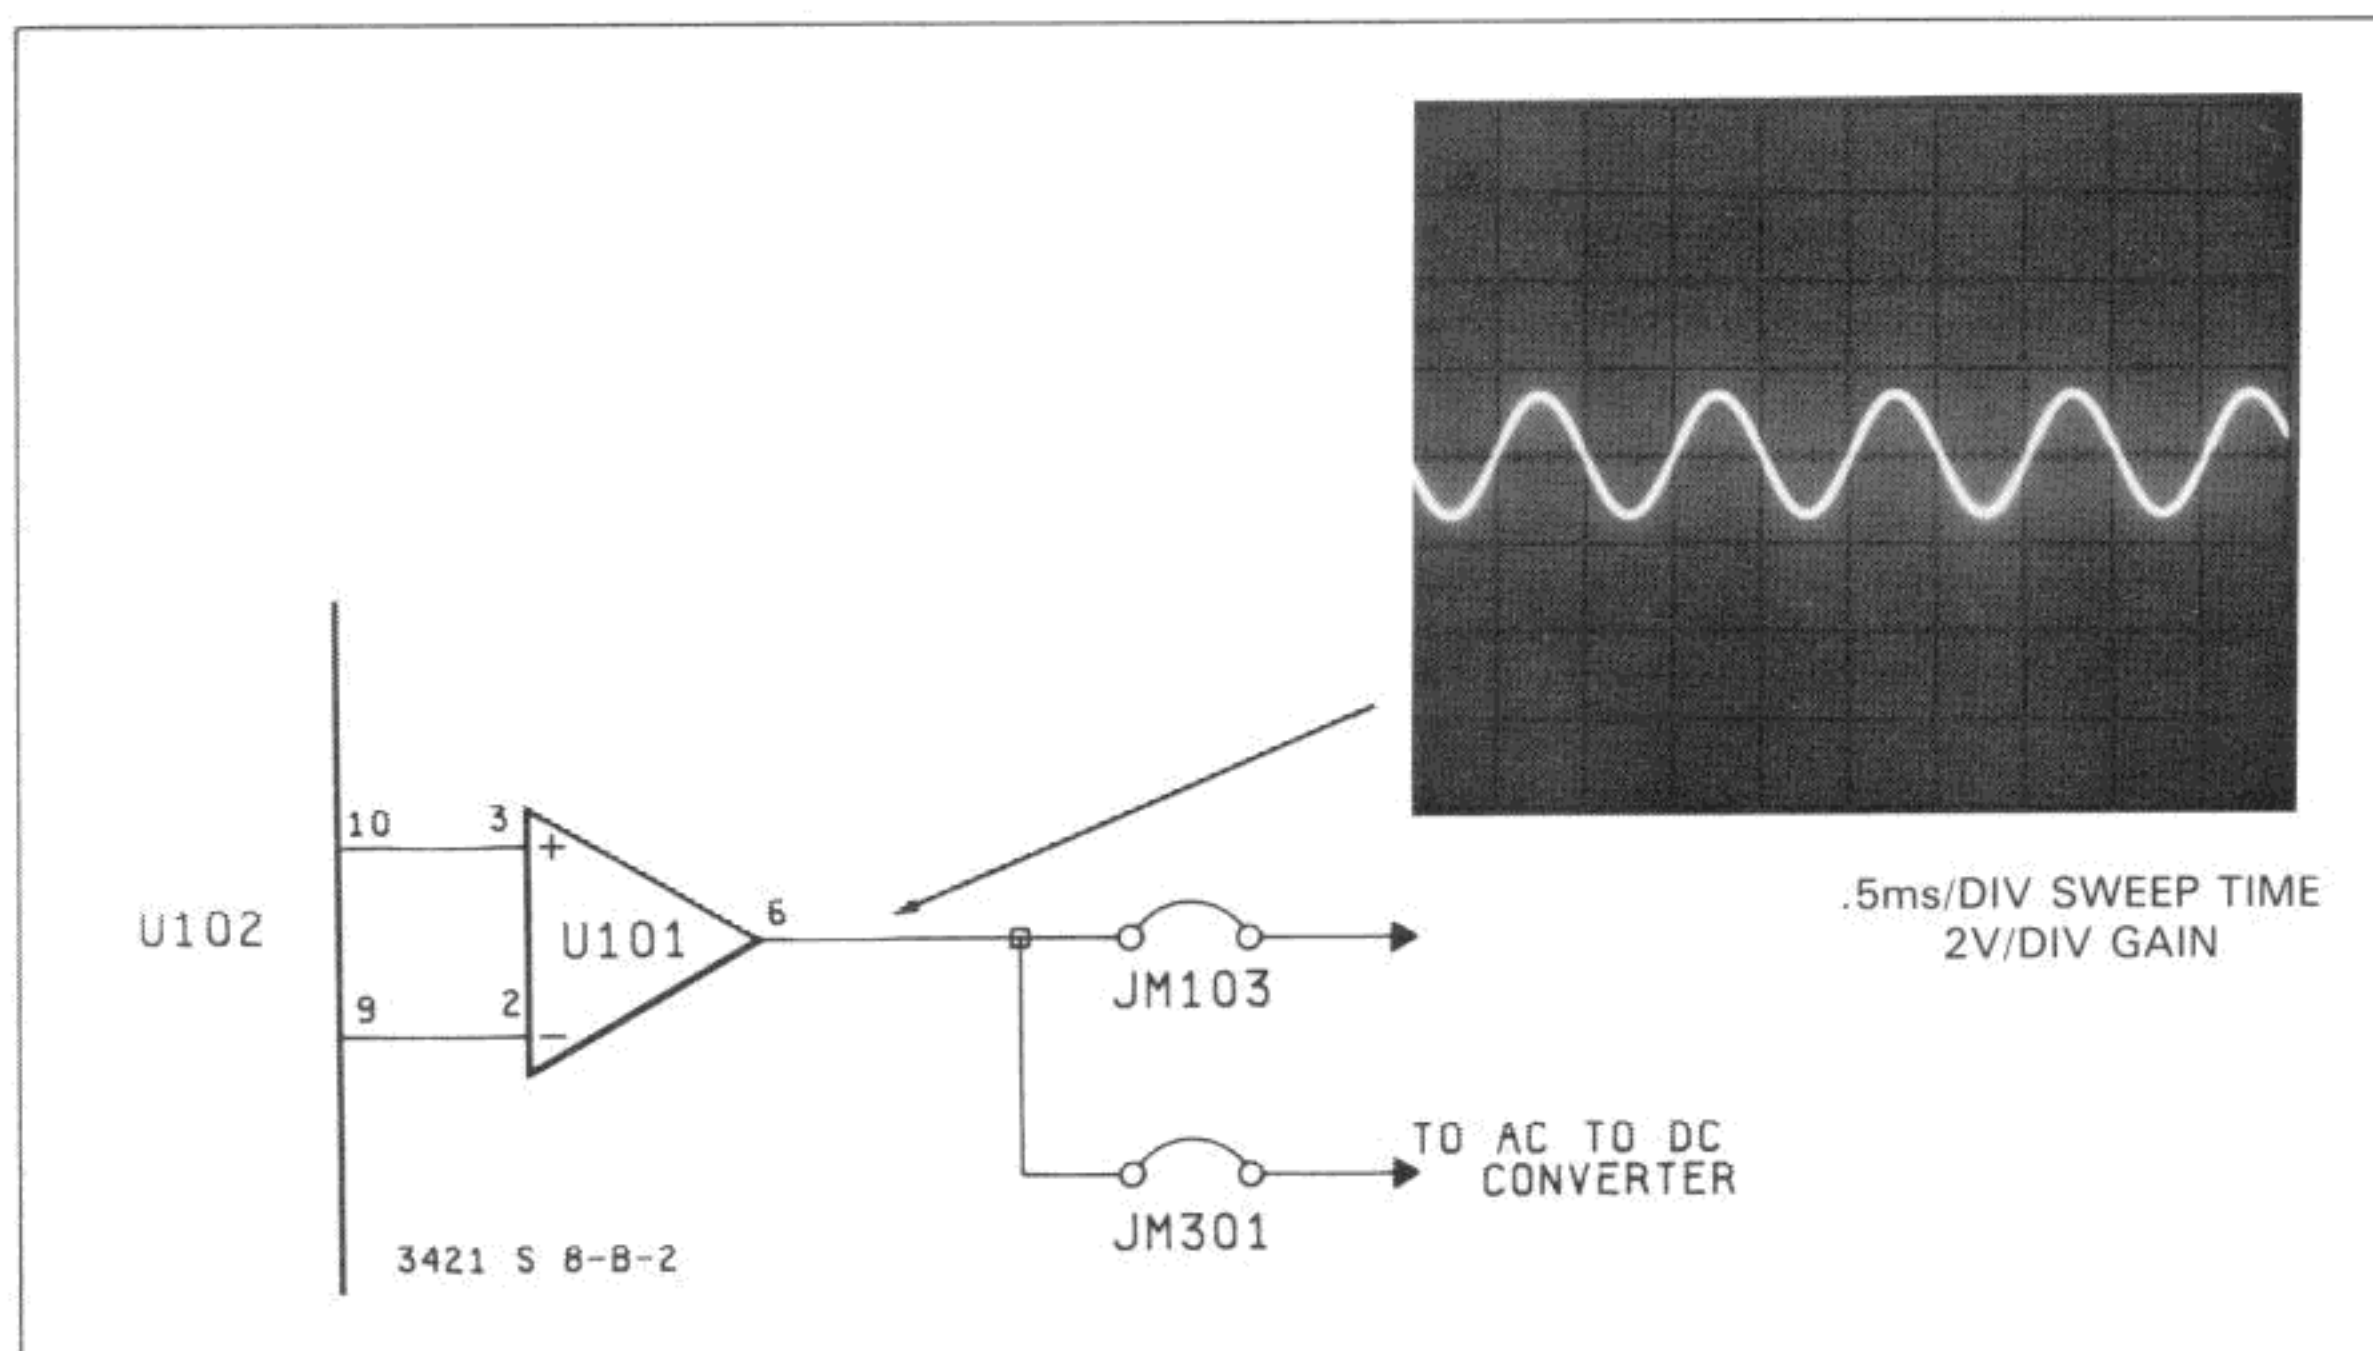 .5ms/DIV SWEEP TIME
2V/DIV GAIN
10
3
+
U102
U101
6
9
2
−
JM103
TO AC TO DC
CONVERTER
JM301
3421 S 8-B-2